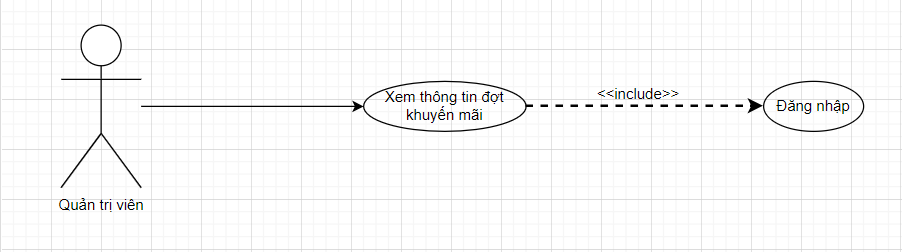 Xem thông tin đợt
khuyến mãi
<<include>>
Đăng nhập
Quản trị viên